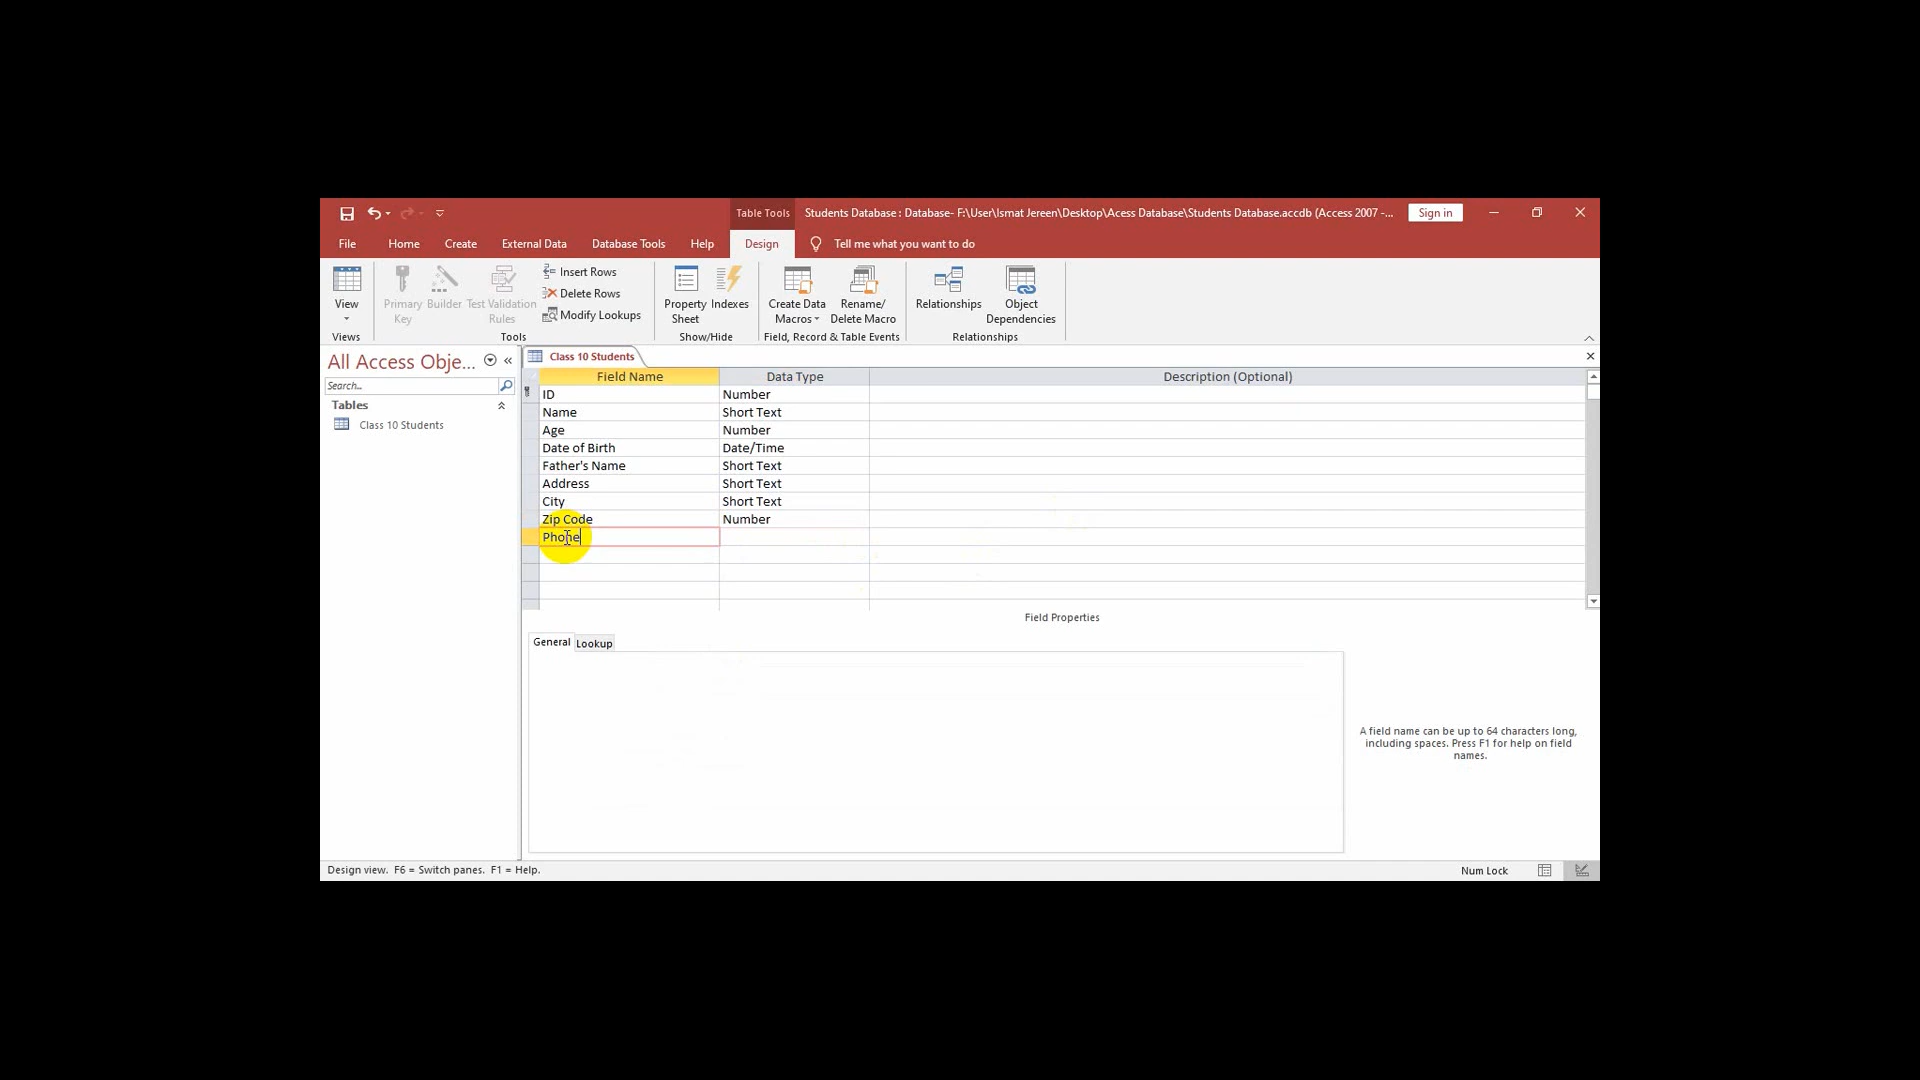 Table Tools
Students Database : Database- F:\User\Ismat Jereen\Desktop\Acess Database\Students Database.accdb (Access 2007 -...
Sign in
File Home Create External Data Database Tools Help Design Tell me what you want to do
View
Primary Key
Builder
Test Validation Rules
Insert Rows
Delete Rows
Modify Lookups
Property Sheet
Indexes
Create Data Macros
Rename/ Delete Macro
Relationships
Object Dependencies
Views
Tools
Show/Hide
Field, Record & Table Events
Relationships
All Access Obje...
Search...
Tables
Class 10 Students
Class 10 Students
Field Name Data Type Description (Optional)
ID Number
Name Short Text
Age Number
Date of Birth Date/Time
Father's Name Short Text
Address Short Text
City Short Text
Zip Code Number
Phone
Field Properties
General Lookup
A field name can be up to 64 characters long,
including spaces. Press F1 for help on field
names.
Design view. F6 = Switch panes. F1 = Help.
Num Lock